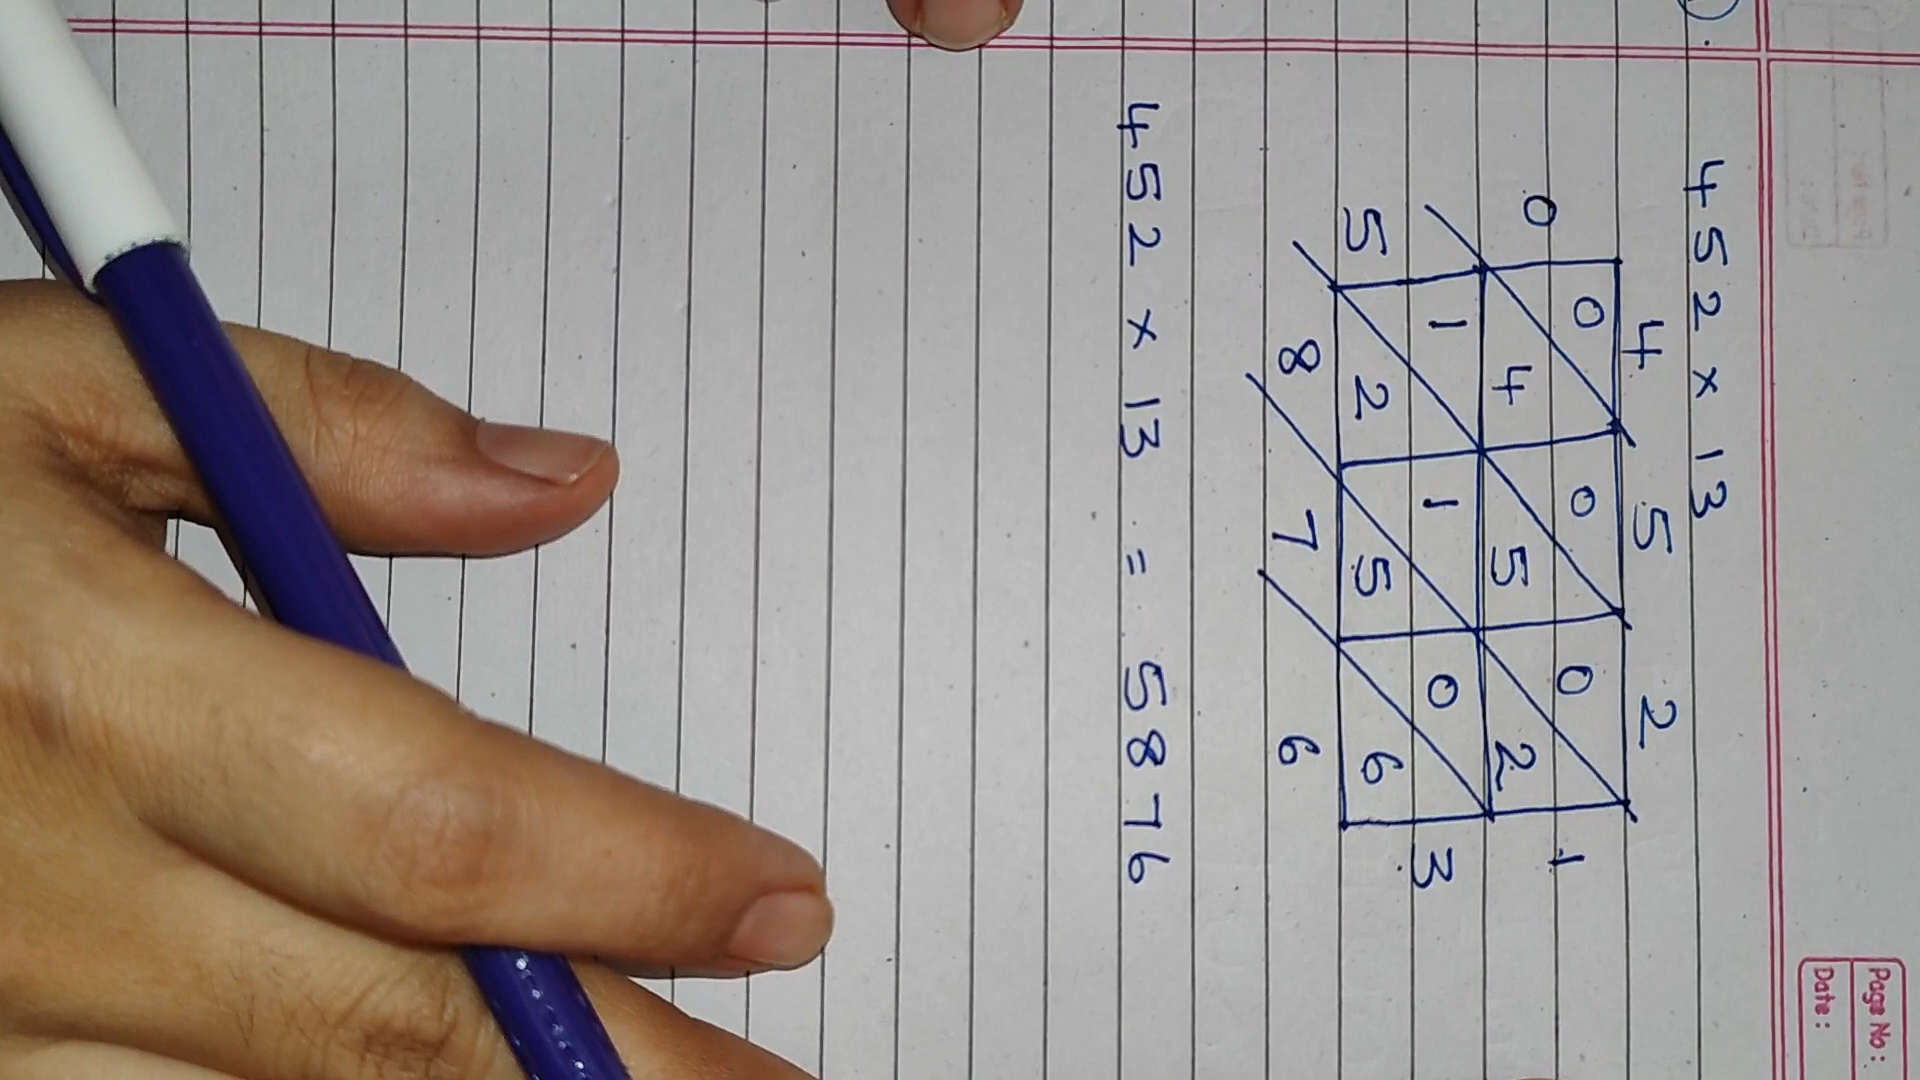 452 × 13
4 5 2
0 0 0 1
0 4 5 2
1 1 0 3
5 2 5 6
8 7 6
452 × 13 = 5876
Page No:
Date: